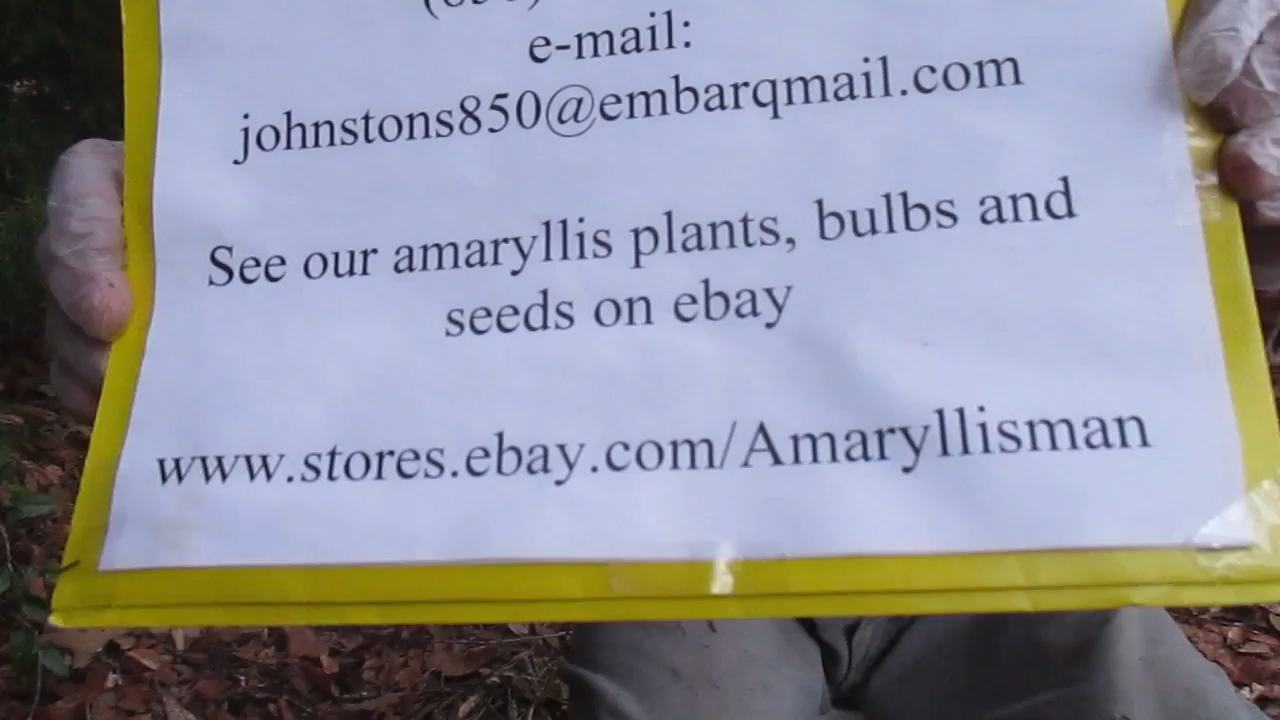 e-mail:
johnstons850@embarqmail.com
See our amaryllis plants, bulbs and
seeds on ebay
www.stores.ebay.com/Amaryllisman